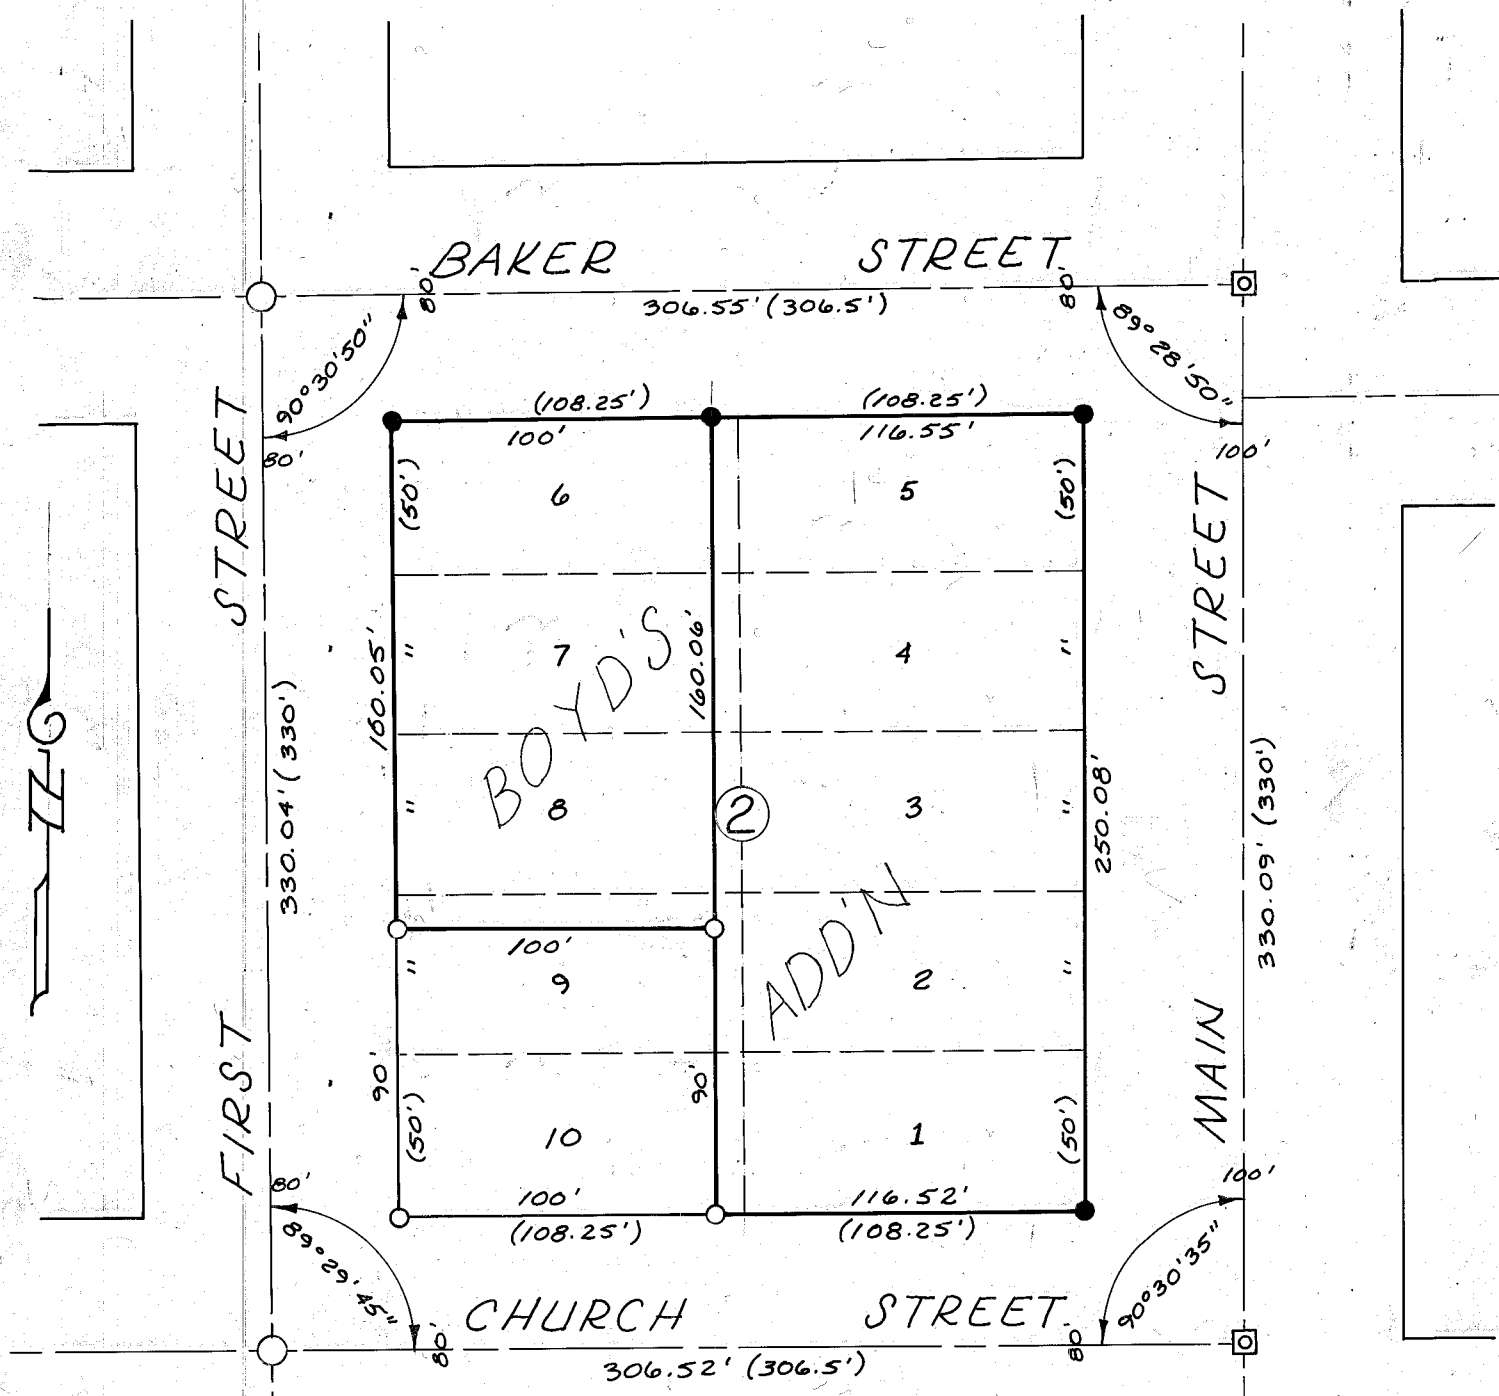 BAKER STREET
80' 306.55' (306.5') 80'
90°30'50"
89°28'50"
80'
100'
(108.25') (108.25')
100' 116.55'
(50') 6 5 (50')
STREET
STREET
160.05' " 7 160.06' 4 "
BOYD'S
330.04' (330')
" 8 2 3 "
250.08'
330.09' (330')
N
100'
" 9 2 "
ADD'N
FIRST
MAIN
90' (50') 10 90' 1 (50')
80'
100'
100' 116.52'
(108.25') (108.25')
89°29'45"
90°30'35"
CHURCH STREET
80' 306.52' (306.5') 80'